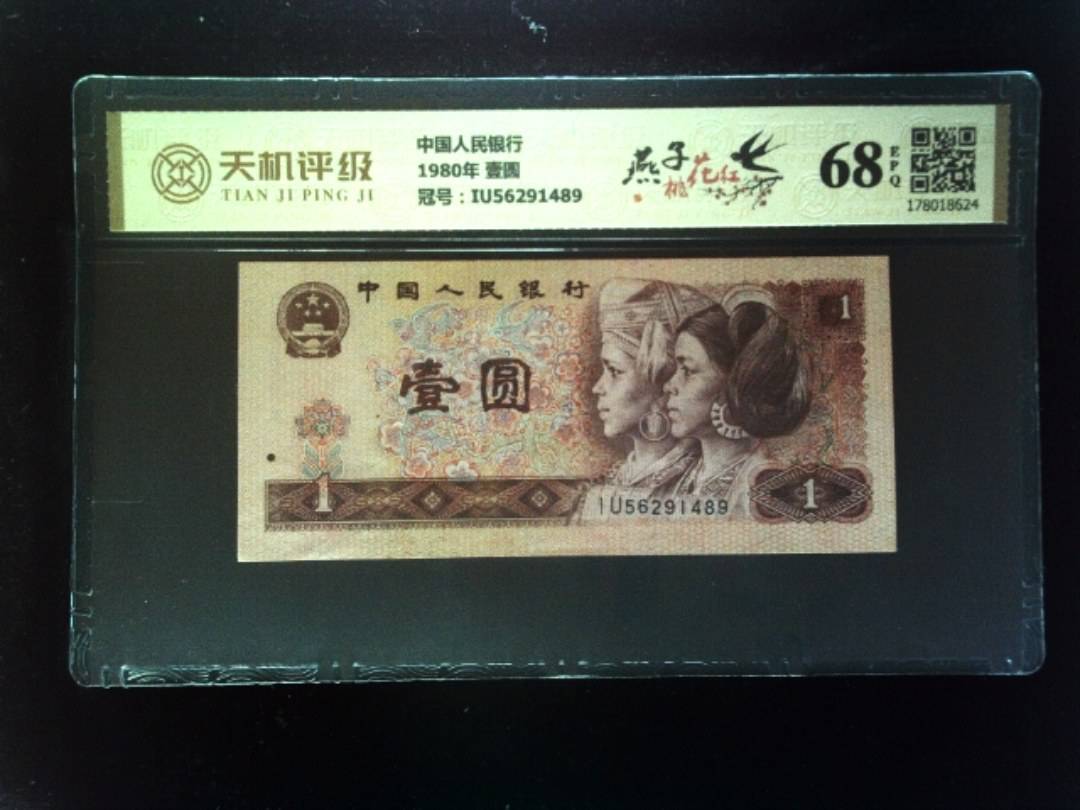 天机评级
TIAN JI PING JI
中国人民银行
1980年 壹圆
冠号：IU56291489
燕子
桃花红
68
EPQ
178018624
中国人民银行
1
壹圆
1
IU56291489
1